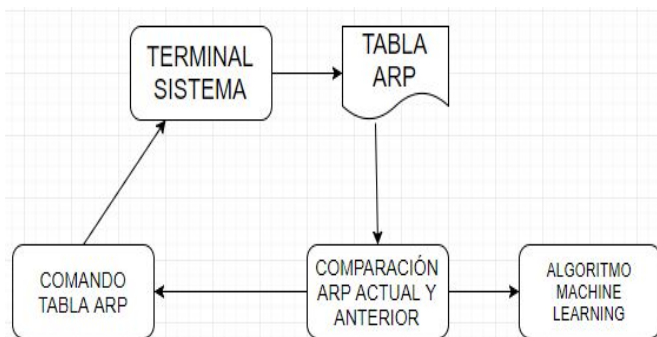 TERMINAL
SISTEMA
TABLA
ARP
COMANDO
TABLA ARP
COMPARACIÓN
ARP ACTUAL Y
ANTERIOR
ALGORITMO
MACHINE
LEARNING